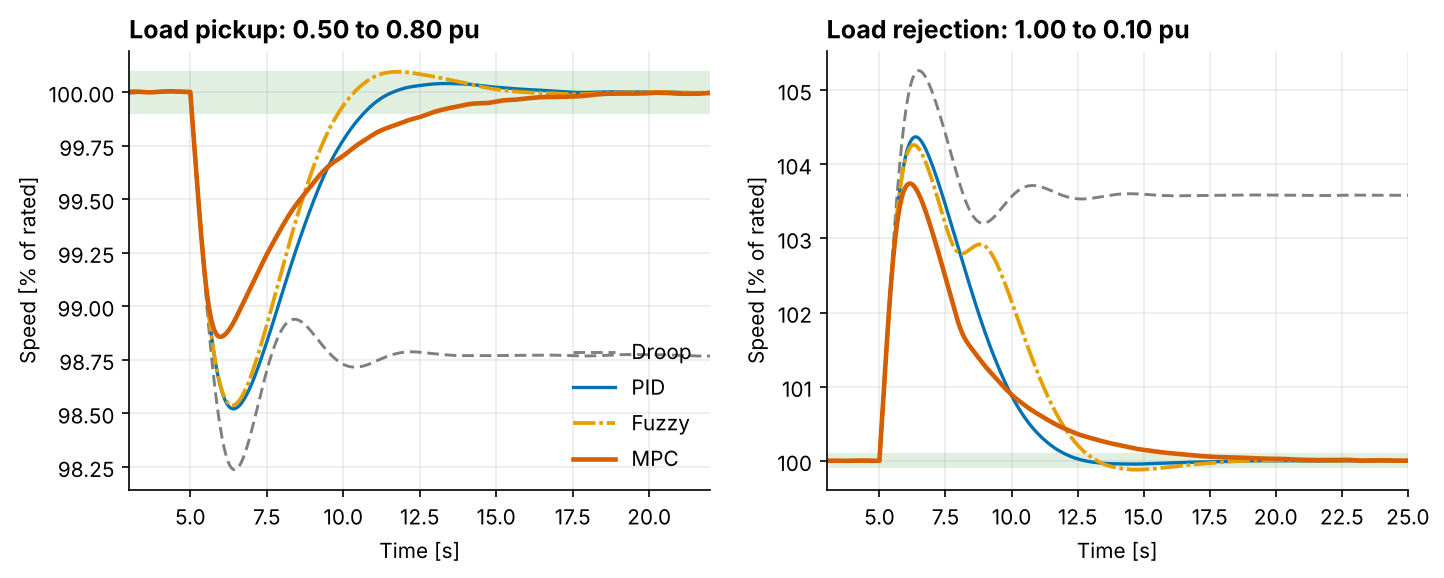 Load pickup: 0.50 to 0.80 pu
Speed [% of rated]
100.00
99.75
99.50
99.25
99.00
98.75
98.50
98.25
Droop
PID
Fuzzy
MPC
5.0 7.5 10.0 12.5 15.0 17.5 20.0
Time [s]
Load rejection: 1.00 to 0.10 pu
Speed [% of rated]
105
104
103
102
101
100
5.0 7.5 10.0 12.5 15.0 17.5 20.0 22.5 25.0
Time [s]